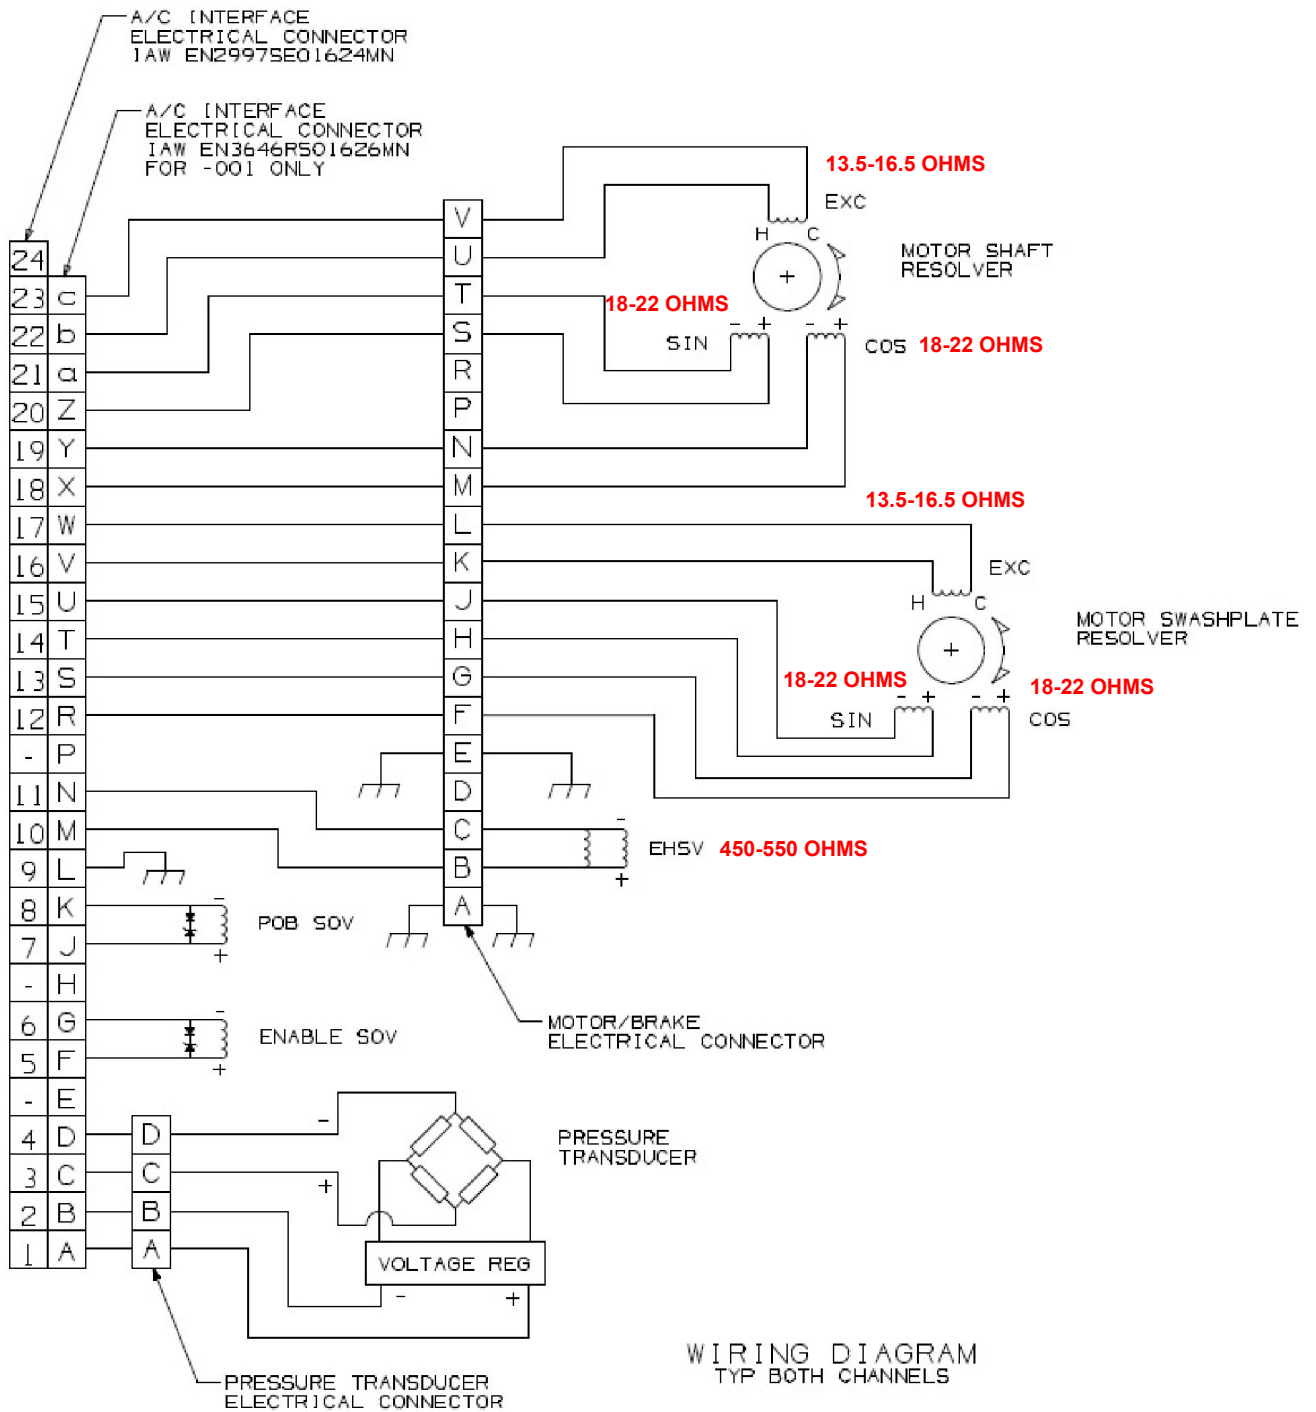 A/C INTERFACE
ELECTRICAL CONNECTOR
IAW EN2997SE01624MN
A/C INTERFACE
ELECTRICAL CONNECTOR
IAW EN3646RS01626MN
FOR -001 ONLY
13.5-16.5 OHMS
EXC
H C
MOTOR SHAFT
RESOLVER
18-22 OHMS
- + - +
SIN
COS 18-22 OHMS
13.5-16.5 OHMS
EXC
H C
MOTOR SWASHPLATE
RESOLVER
18-22 OHMS
18-22 OHMS
- + - +
SIN
COS
24
23 c
22 b
21 a
20 Z
19 Y
18 X
17 W
16 V
15 U
14 T
13 S
12 R
- P
11 N
10 M
9 L
8 K
7 J
- H
6 G
5 F
- E
4 D
3 C
2 B
1 A
V
U
T
S
R
P
N
M
L
K
J
H
G
F
E
D
C
B
A
-
EHSV 450-550 OHMS
+
-
POB SOV
+
-
ENABLE SOV
+
MOTOR/BRAKE
ELECTRICAL CONNECTOR
D
C
B
A
-
+
PRESSURE
TRANSDUCER
VOLTAGE REG
- +
PRESSURE TRANSDUCER
ELECTRICAL CONNECTOR
WIRING DIAGRAM
TYP BOTH CHANNELS